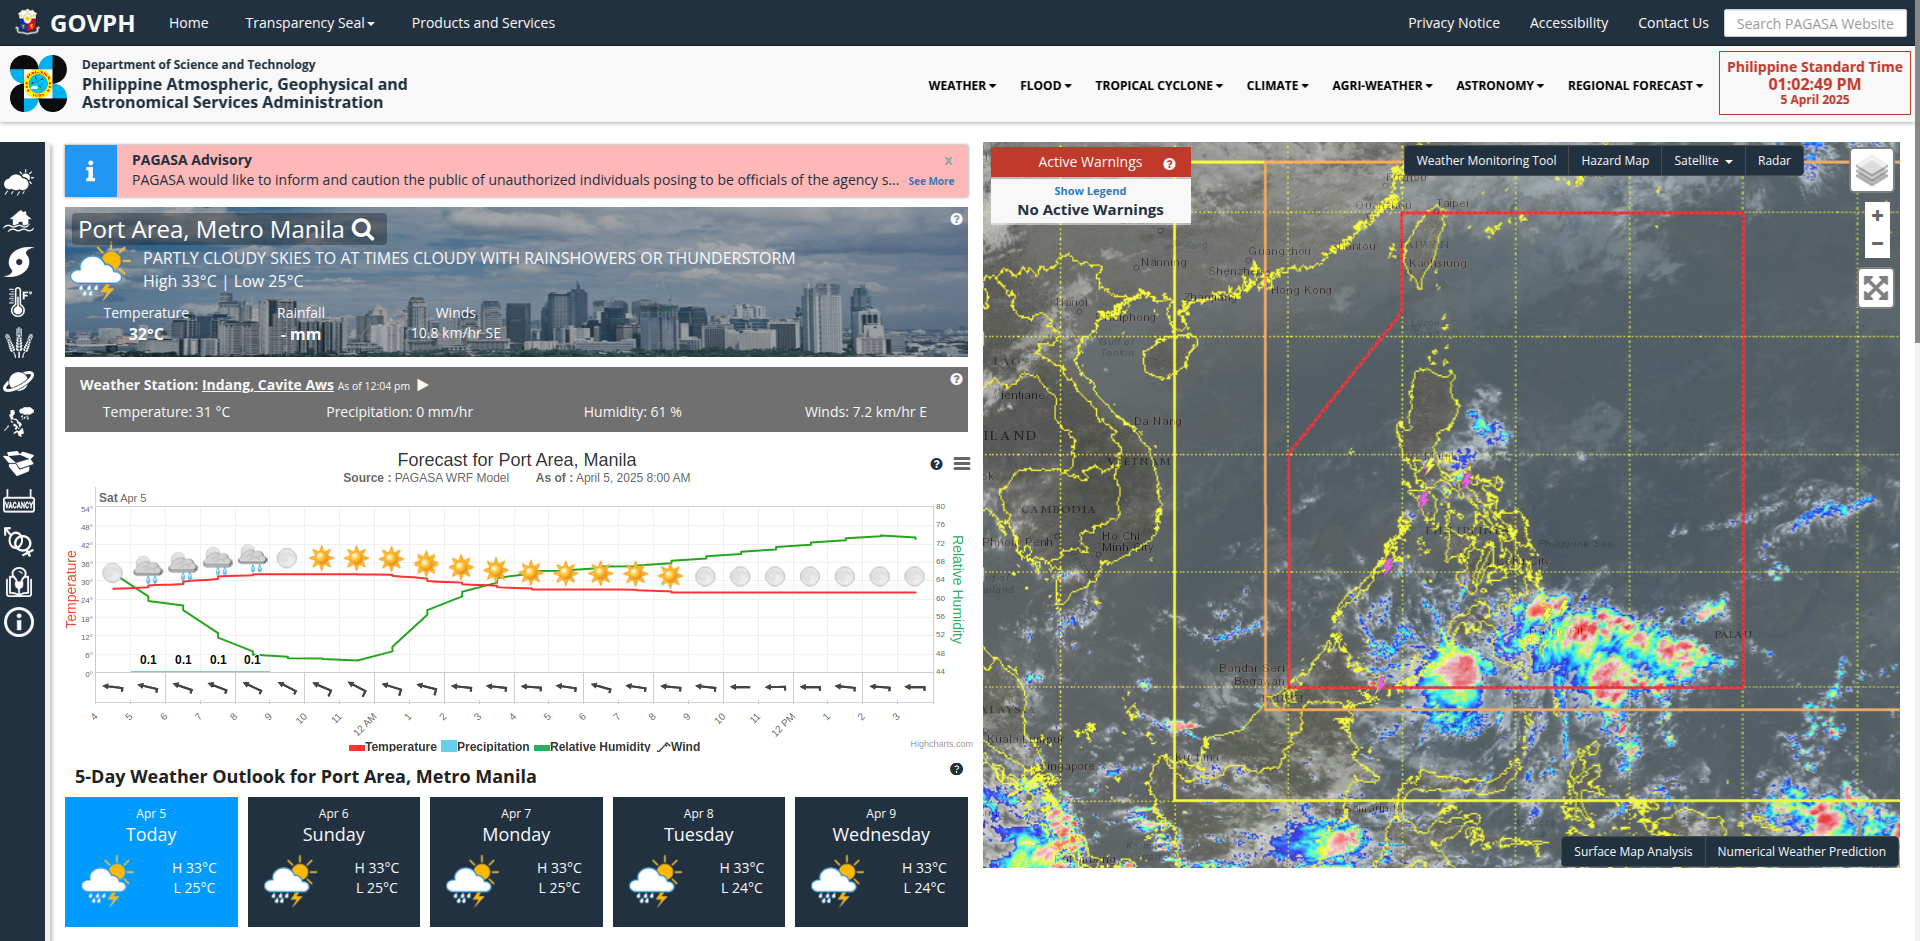 GOVPH
Home
Transparency Seal
Products and Services
Privacy Notice
Accessibility
Contact Us
Search PAGASA Website
Department of Science and Technology
Philippine Atmospheric, Geophysical and
Astronomical Services Administration
WEATHER
FLOOD
TROPICAL CYCLONE
CLIMATE
AGRI-WEATHER
ASTRONOMY
REGIONAL FORECAST
Philippine Standard Time
01:02:49 PM
5 April 2025
VACANCY
PAGASA Advisory
x
PAGASA would like to inform and caution the public of unauthorized individuals posing to be officials of the agency s... See More
Port Area, Metro Manila
PARTLY CLOUDY SKIES TO AT TIMES CLOUDY WITH RAINSHOWERS OR THUNDERSTORM
High 33°C | Low 25°C
Temperature
Rainfall
Winds
32°C
- mm
10.8 km/hr SE
Weather Station: Indang, Cavite Aws As of 12:04 pm
Temperature: 31 °C
Precipitation: 0 mm/hr
Humidity: 61 %
Winds: 7.2 km/hr E
Forecast for Port Area, Manila
Source : PAGASA WRF Model As of : April 5, 2025 8:00 AM
Sat Apr 5
Temperature
54°
48°
42°
36°
30°
24°
18°
12°
6°
0°
80
76
72
68
64
60
56
52
48
44
Relative Humidity
0.1
0.1
0.1
0.1
4
5
6
7
8
9
10
11
12 AM
1
2
3
4
5
6
7
8
9
10
11
12 PM
1
2
3
Temperature
Precipitation
Relative Humidity
Wind
Highcharts.com
5-Day Weather Outlook for Port Area, Metro Manila
Apr 5
Today
H 33°C
L 25°C
Apr 6
Sunday
H 33°C
L 25°C
Apr 7
Monday
H 33°C
L 25°C
Apr 8
Tuesday
H 33°C
L 24°C
Apr 9
Wednesday
H 33°C
L 24°C
Active Warnings
Show Legend
No Active Warnings
Weather Monitoring Tool
Hazard Map
Satellite
Radar
+
−
Taipei
Guangzhou
Nanning
Kaohsiung
Shenzhen
Hong Kong
Hanoi
Gulf of
Tonkin
Da Nang
VIETNAM
CAMBODIA
Ho Chi
Minh City
Philippine Sea
PALAU
Bandar Seri
Begawan
Surface Map Analysis
Numerical Weather Prediction